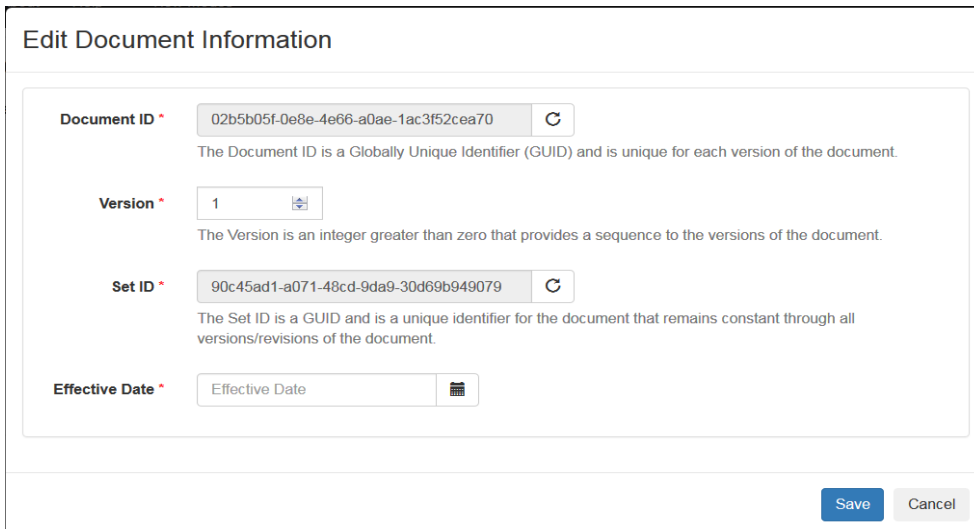 Edit Document Information
Document ID *
02b5b05f-0e8e-4e66-a0ae-1ac3f52cea70
The Document ID is a Globally Unique Identifier (GUID) and is unique for each version of the document.
Version *
1
The Version is an integer greater than zero that provides a sequence to the versions of the document.
Set ID *
90c45ad1-a071-48cd-9da9-30d69b949079
The Set ID is a GUID and is a unique identifier for the document that remains constant through all
versions/revisions of the document.
Effective Date *
Effective Date
Save
Cancel